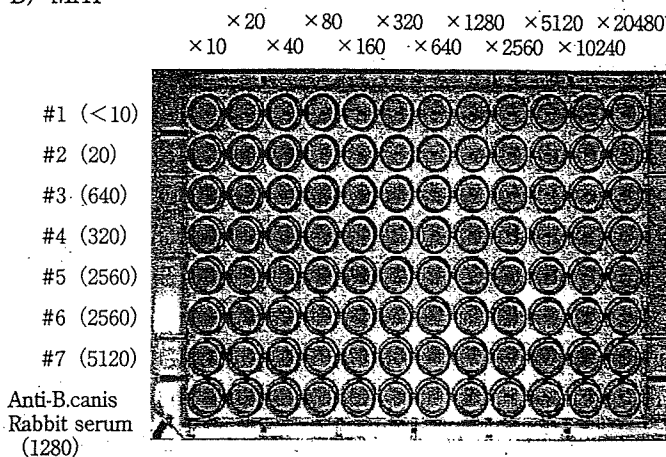 B) MAT
×20 ×80 ×320 ×1280 ×5120 ×20480
×10 ×40 ×160 ×640 ×2560 ×10240
#1 (<10)
#2 (20)
#3 (640)
#4 (320)
#5 (2560)
#6 (2560)
#7 (5120)
Anti-B.canis
Rabbit serum
(1280)